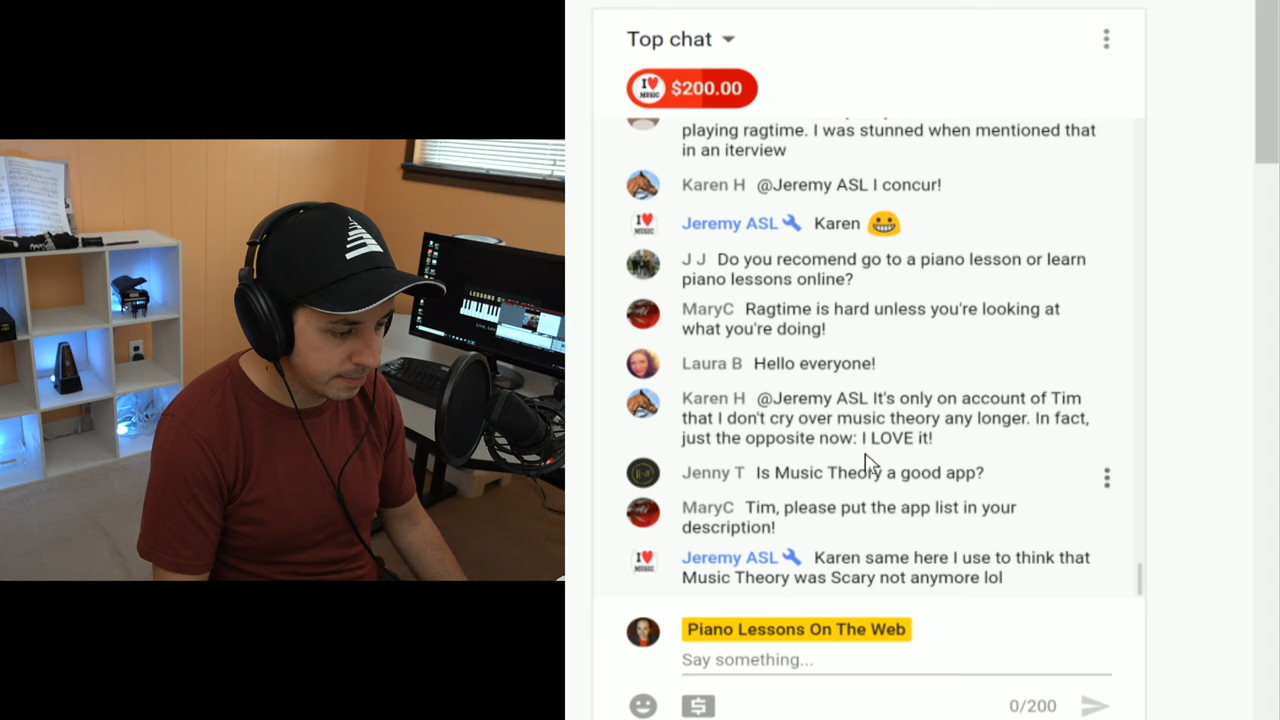 Top chat
I ♥ MUSIC $200.00
playing ragtime. I was stunned when mentioned that
in an iterview
Karen H @Jeremy ASL I concur!
I ♥ MUSIC Jeremy ASL Karen 😀
J J Do you recomend go to a piano lesson or learn
piano lessons online?
MaryC Ragtime is hard unless you're looking at
what you're doing!
Laura B Hello everyone!
Karen H @Jeremy ASL It's only on account of Tim
that I don't cry over music theory any longer. In fact,
just the opposite now: I LOVE it!
Jenny T Is Music Theory a good app?
MaryC Tim, please put the app list in your
description!
I ♥ MUSIC Jeremy ASL Karen same here I use to think that
Music Theory was Scary not anymore lol
Piano Lessons On The Web
Say something...
$ 0/200
LESSONS